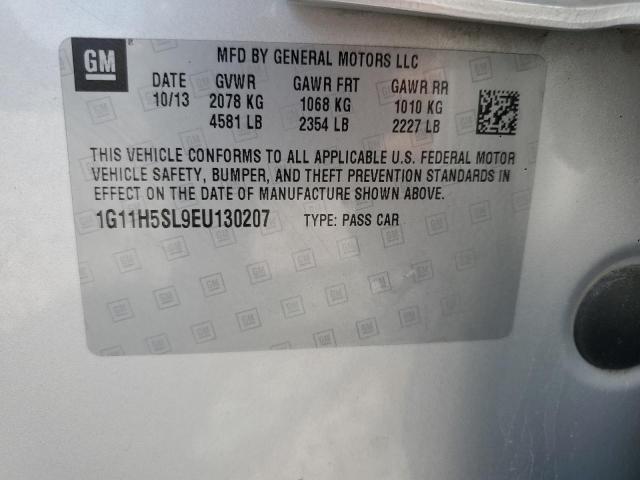 GM
MFD BY GENERAL MOTORS LLC
DATE GVWR GAWR FRT GAWR RR
10/13 2078 KG 1068 KG 1010 KG
4581 LB 2354 LB 2227 LB
THIS VEHICLE CONFORMS TO ALL APPLICABLE U.S. FEDERAL MOTOR
VEHICLE SAFETY, BUMPER, AND THEFT PREVENTION STANDARDS IN
EFFECT ON THE DATE OF MANUFACTURE SHOWN ABOVE.
1G11H5SL9EU130207 TYPE: PASS CAR